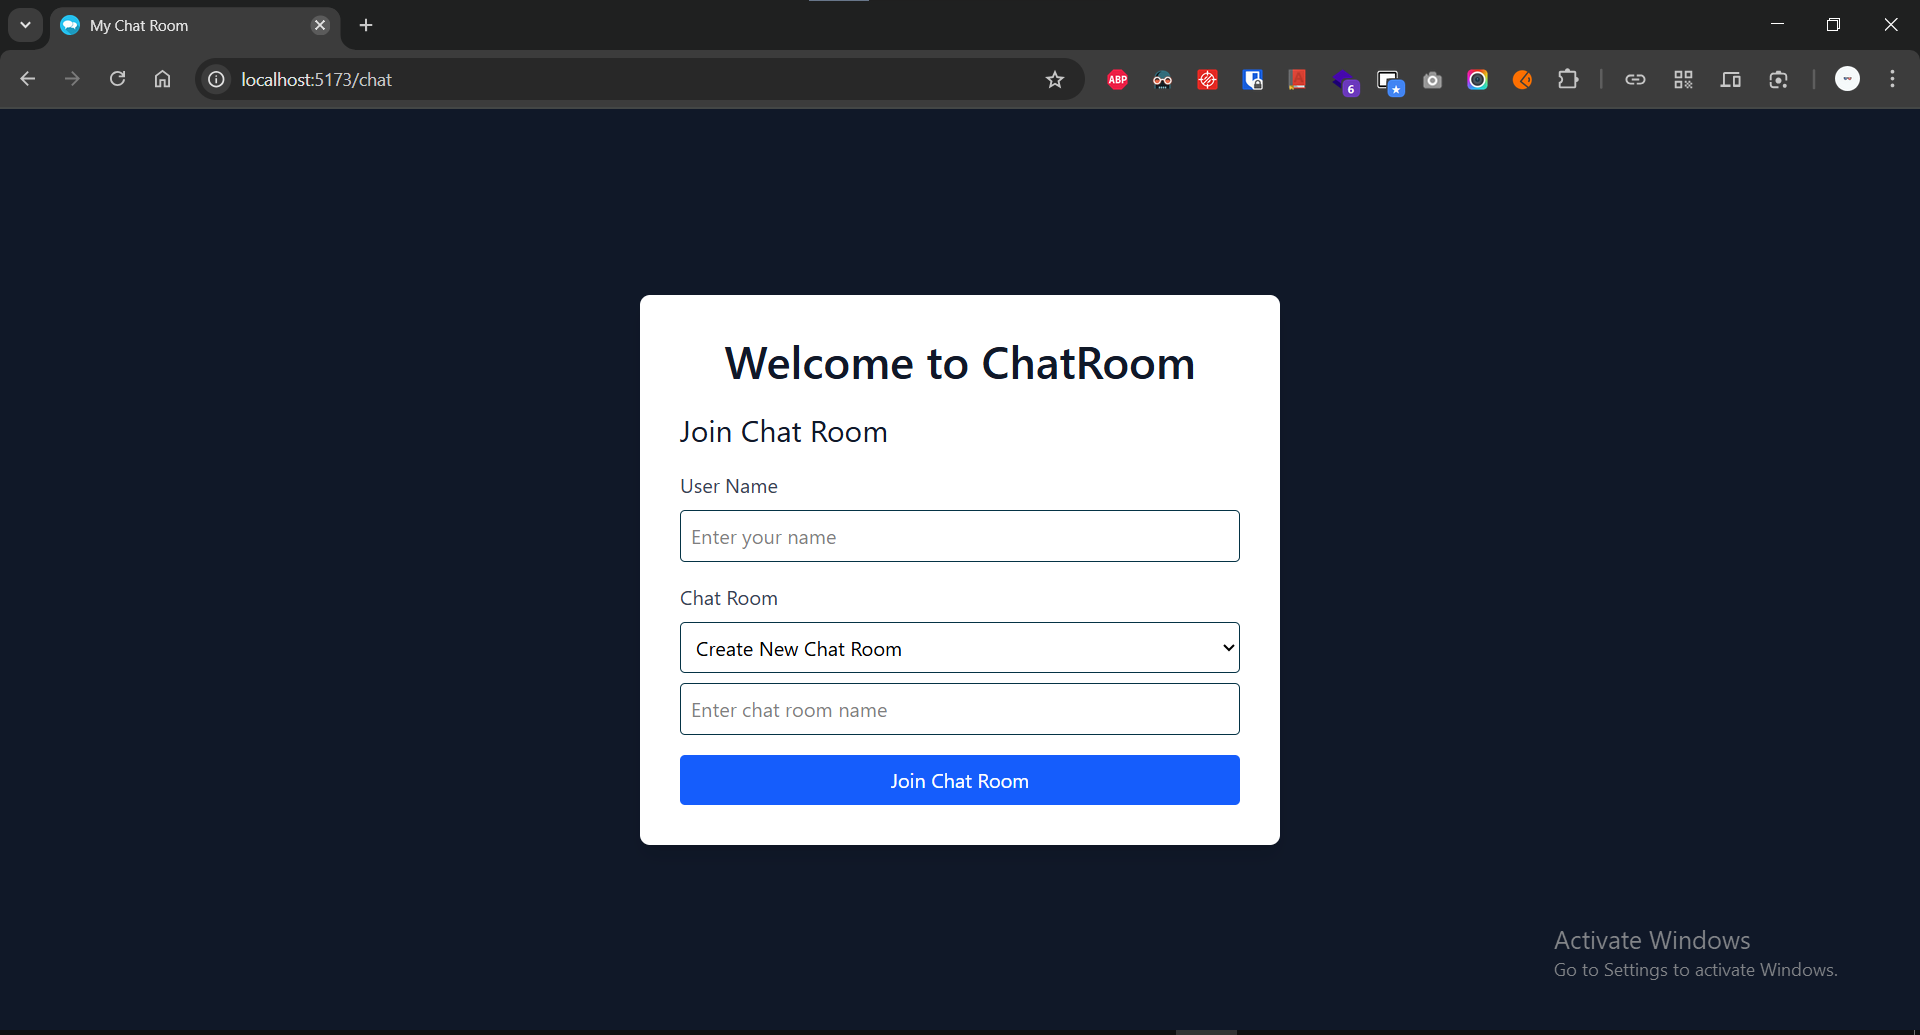 My Chat Room
localhost:5173/chat
ABP
6
Welcome to ChatRoom
Join Chat Room
User Name
Enter your name
Chat Room
Create New Chat Room
Enter chat room name
Join Chat Room
Activate Windows
Go to Settings to activate Windows.